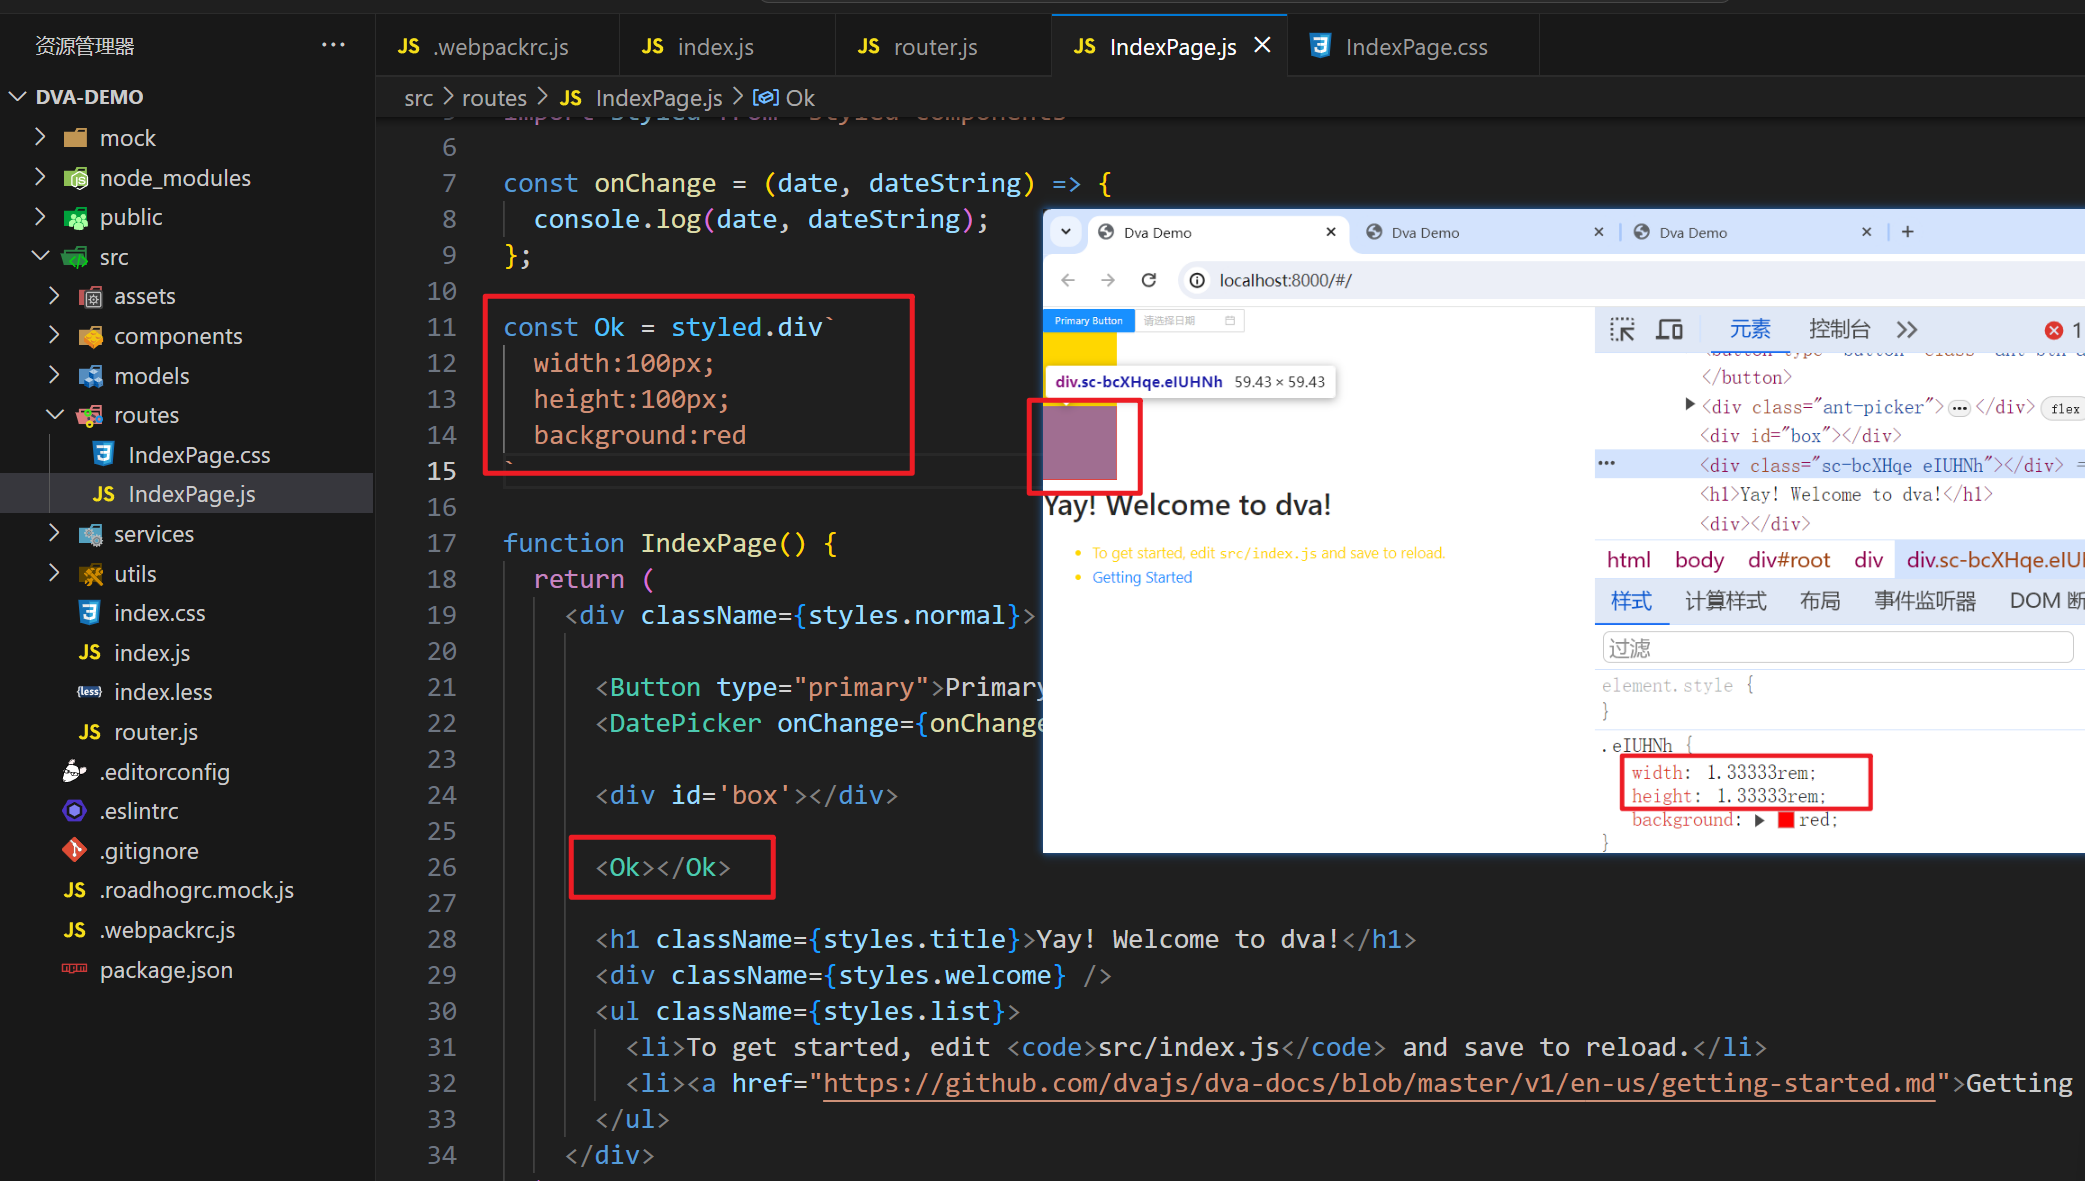 资源管理器 ···
DVA-DEMO
mock
node_modules
public
src
assets
components
models
routes
IndexPage.css
JS IndexPage.js
services
utils
index.css
JS index.js
{less} index.less
JS router.js
.editorconfig
.eslintrc
.gitignore
JS .roadhogrc.mock.js
JS .webpackrc.js
package.json
JS .webpackrc.js
JS index.js
JS router.js
JS IndexPage.js ×
IndexPage.css
src > routes > JS IndexPage.js > Ok
6
7 const onChange = (date, dateString) => {
8 console.log(date, dateString);
9 };
10
11 const Ok = styled.div`
12 width:100px;
13 height:100px;
14 background:red
15 `
16
17 function IndexPage() {
18 return (
19 <div className={styles.normal}>
20
21 <Button type="primary">Primary
22 <DatePicker onChange={onChange
23
24 <div id='box'></div>
25
26 <Ok></Ok>
27
28 <h1 className={styles.title}>Yay! Welcome to dva!</h1>
29 <div className={styles.welcome} />
30 <ul className={styles.list}>
31 <li>To get started, edit <code>src/index.js</code> and save to reload.</li>
32 <li><a href="https://github.com/dvajs/dva-docs/blob/master/v1/en-us/getting-started.md">Getting
33 </ul>
34 </div>
Dva Demo × Dva Demo × Dva Demo × +
localhost:8000/#/
Primary Button 请选择日期
div.sc-bcXHqe.eIUHNh 59.43 × 59.43
Yay! Welcome to dva!
To get started, edit src/index.js and save to reload.
Getting Started
元素 控制台 1
</button>
<div class="ant-picker"> ··· </div> flex
<div id="box"></div>
··· <div class="sc-bcXHqe eIUHNh"></div> =
<h1>Yay! Welcome to dva!</h1>
<div></div>
html body div#root div div.sc-bcXHqe.eIU
样式 计算样式 布局 事件监听器 DOM 断
过滤
element.style {
}
.eIUHNh {
width: 1.33333rem;
height: 1.33333rem;
background: red;
}